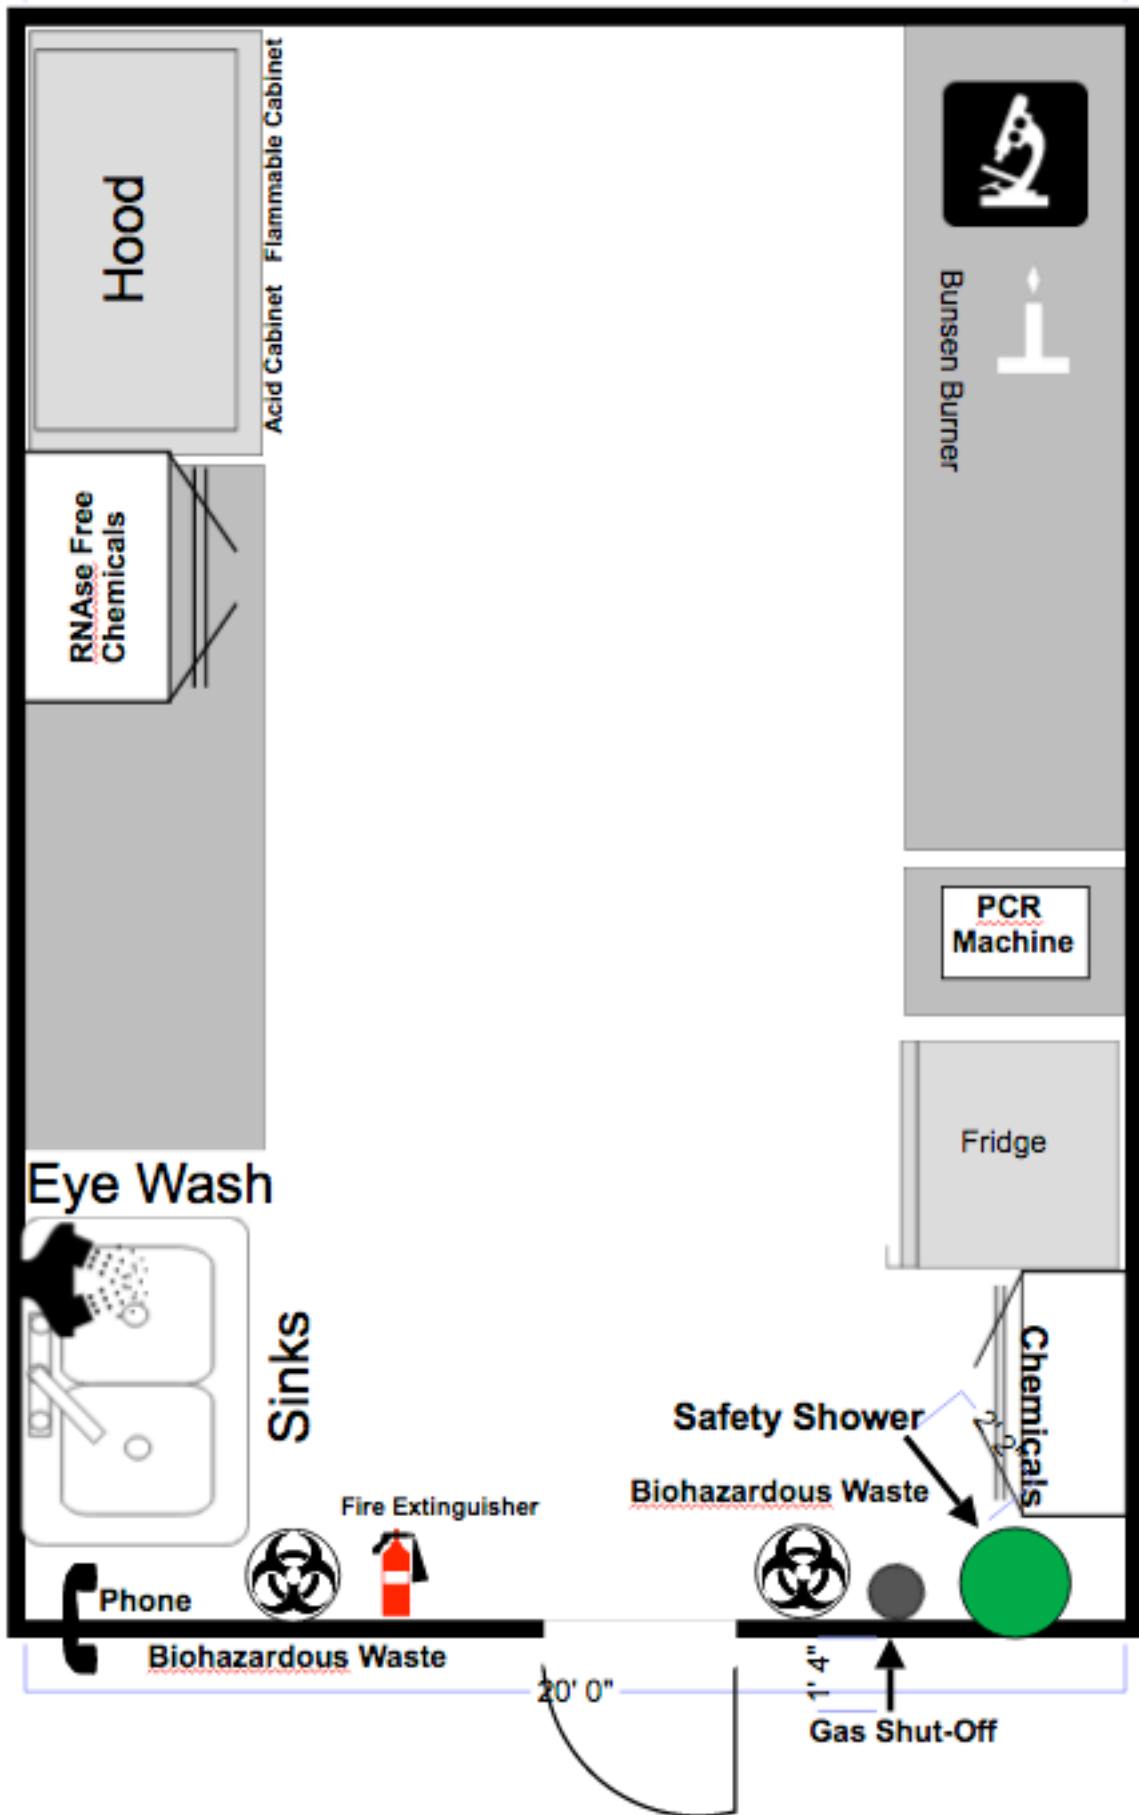 Flammable Cabinet
Hood
Acid Cabinet
Bunsen Burner
RNAse Free
Chemicals
PCR
Machine
Fridge
Eye Wash
Sinks
Chemicals
Safety Shower
2' 2"
Biohazardous Waste
Fire Extinguisher
Phone
Biohazardous Waste
20' 0"
1' 4"
Gas Shut-Off